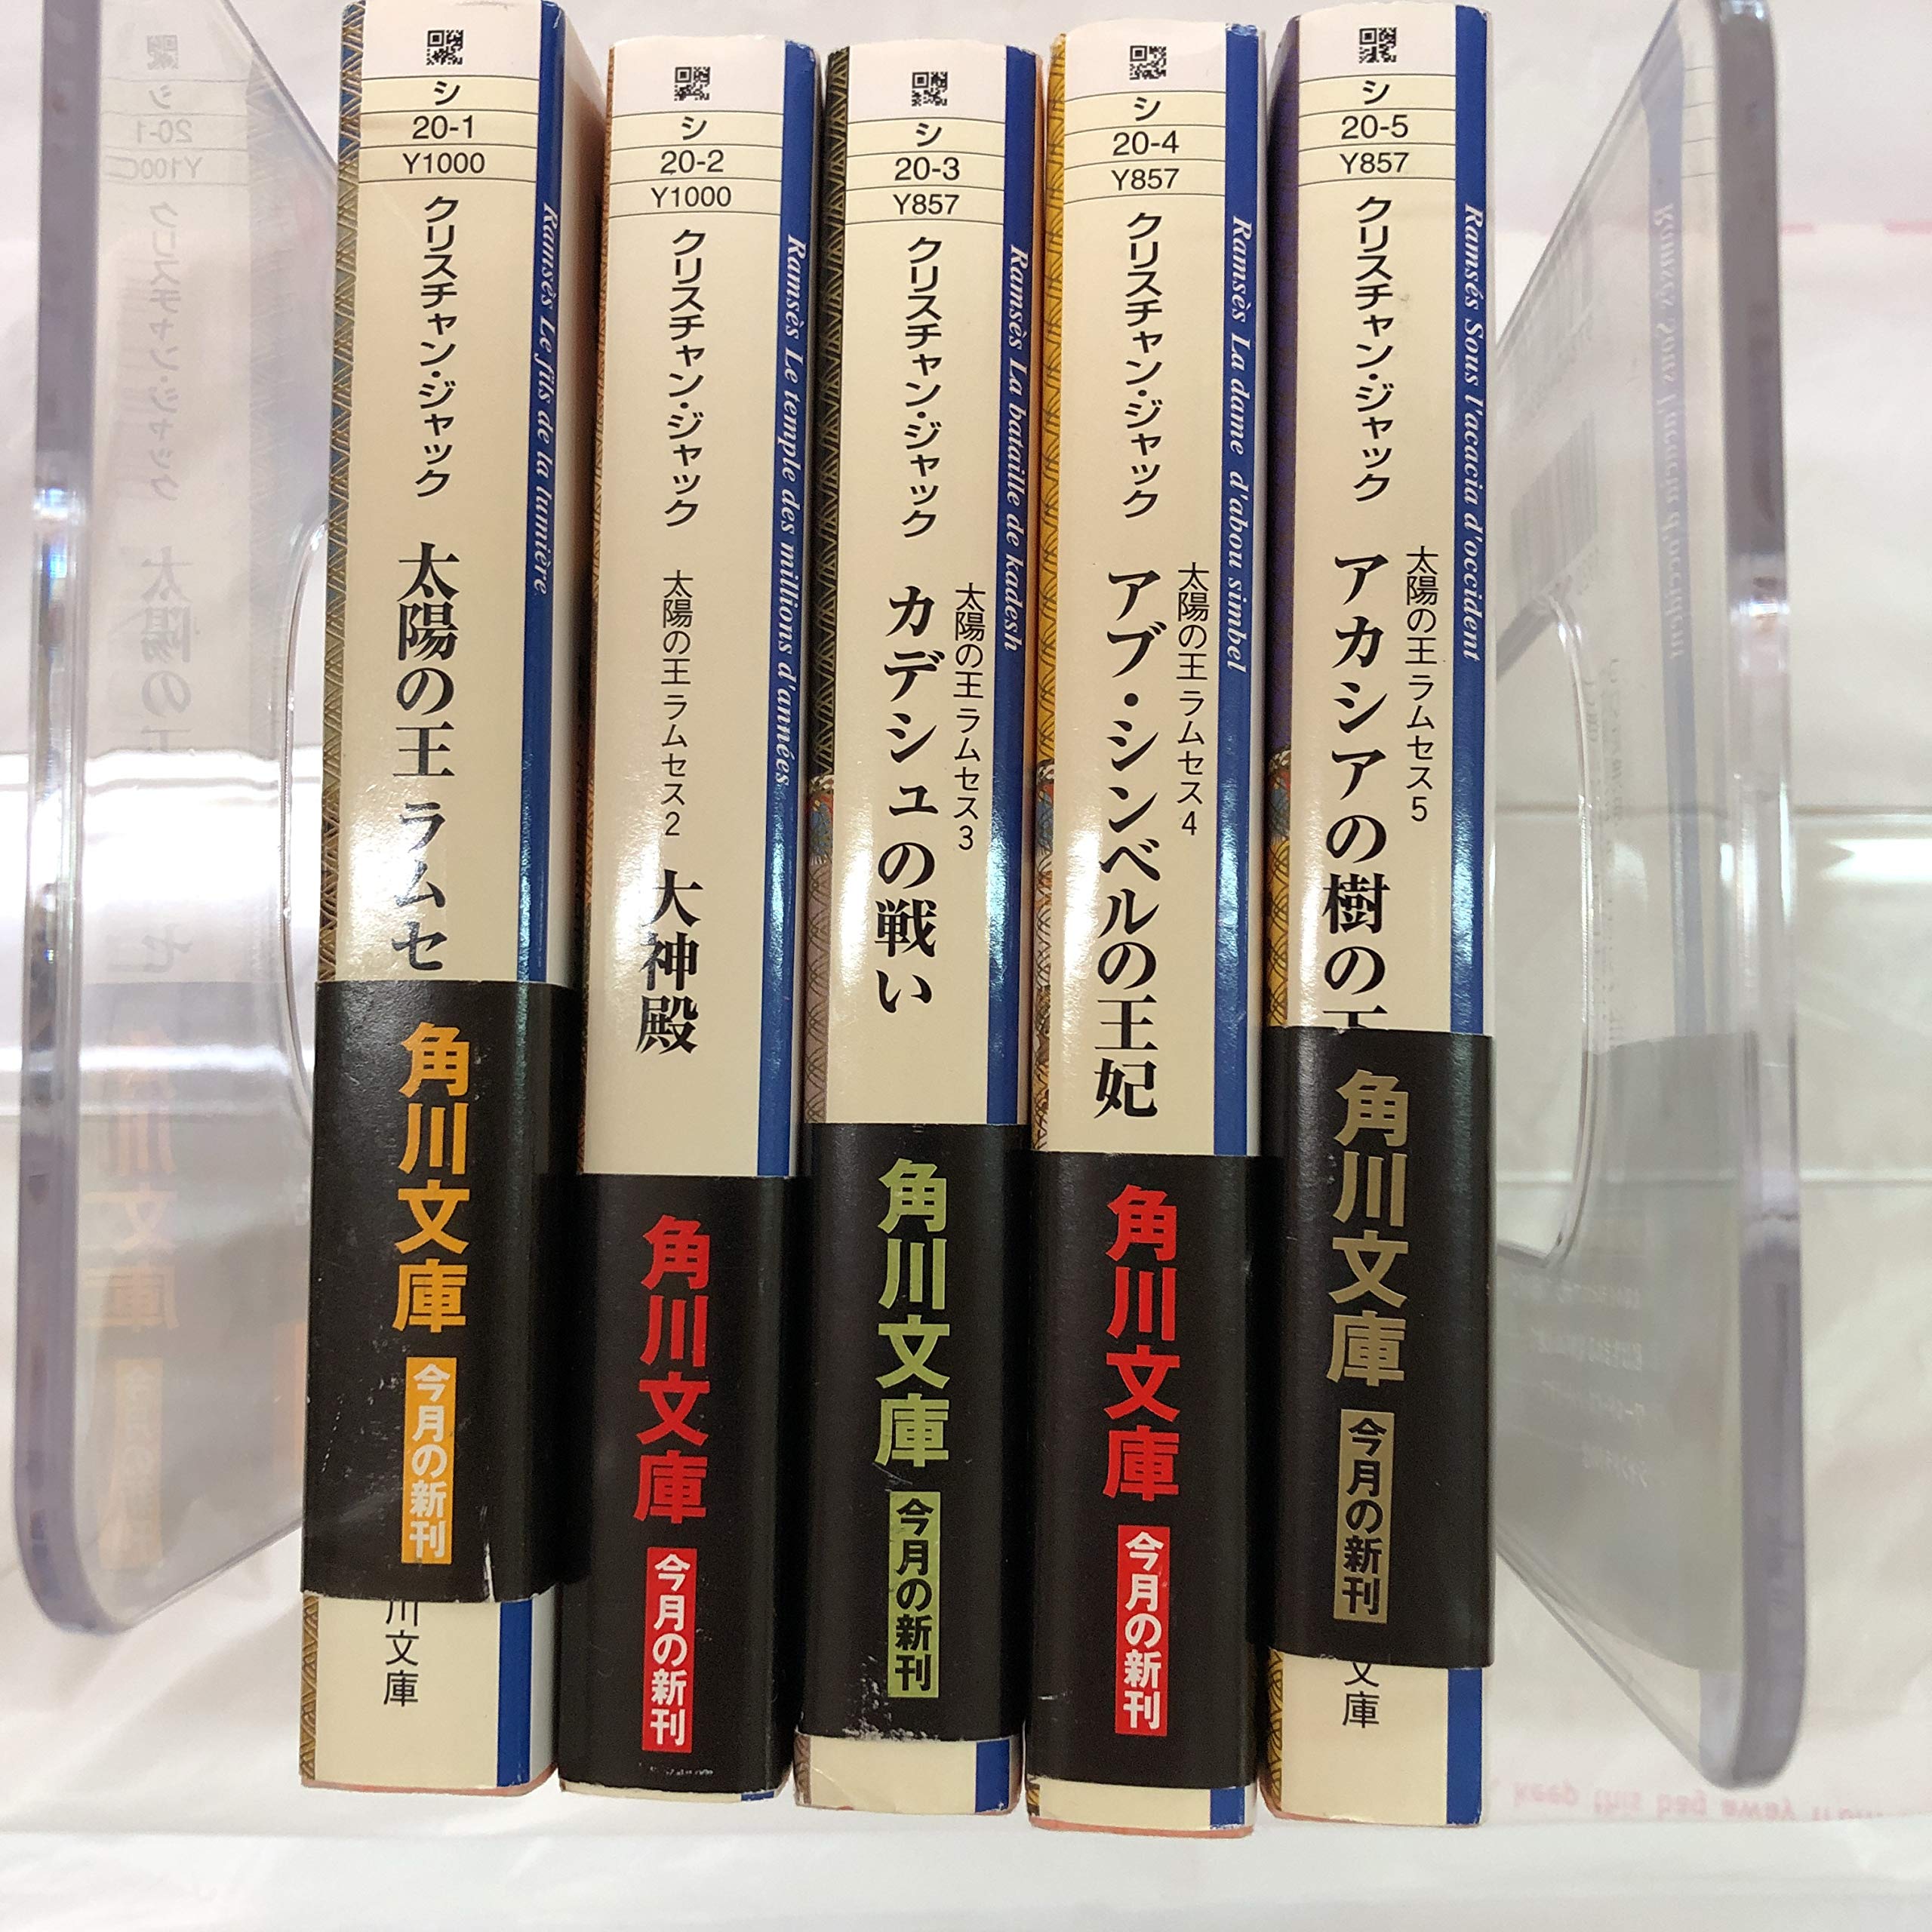 シ
20-1
Y1000
クリスチャン・ジャック
太陽の王 ラムセ
Ramsès Le fils de la lumière
角川文庫
今月の新刊
川文庫
シ
20-2
Y1000
クリスチャン・ジャック
太陽の王 ラムセス2 大神殿
Ramsès Le temple des millions d'années
角川文庫
今月の新刊
シ
20-3
Y857
クリスチャン・ジャック
太陽の王 ラムセス3
カデシュの戦い
Ramsès La bataille de kadesh
角川文庫
今月の新刊
シ
20-4
Y857
クリスチャン・ジャック
太陽の王 ラムセス4
アブ・シンベルの王妃
Ramsès La dame d'abou simbel
角川文庫
今月の新刊
シ
20-5
Y857
クリスチャン・ジャック
太陽の王 ラムセス5
アカシアの樹の
Ramsés Sous l'acacia d'occident
角川文庫
今月の新刊
文庫
keep this bag away from